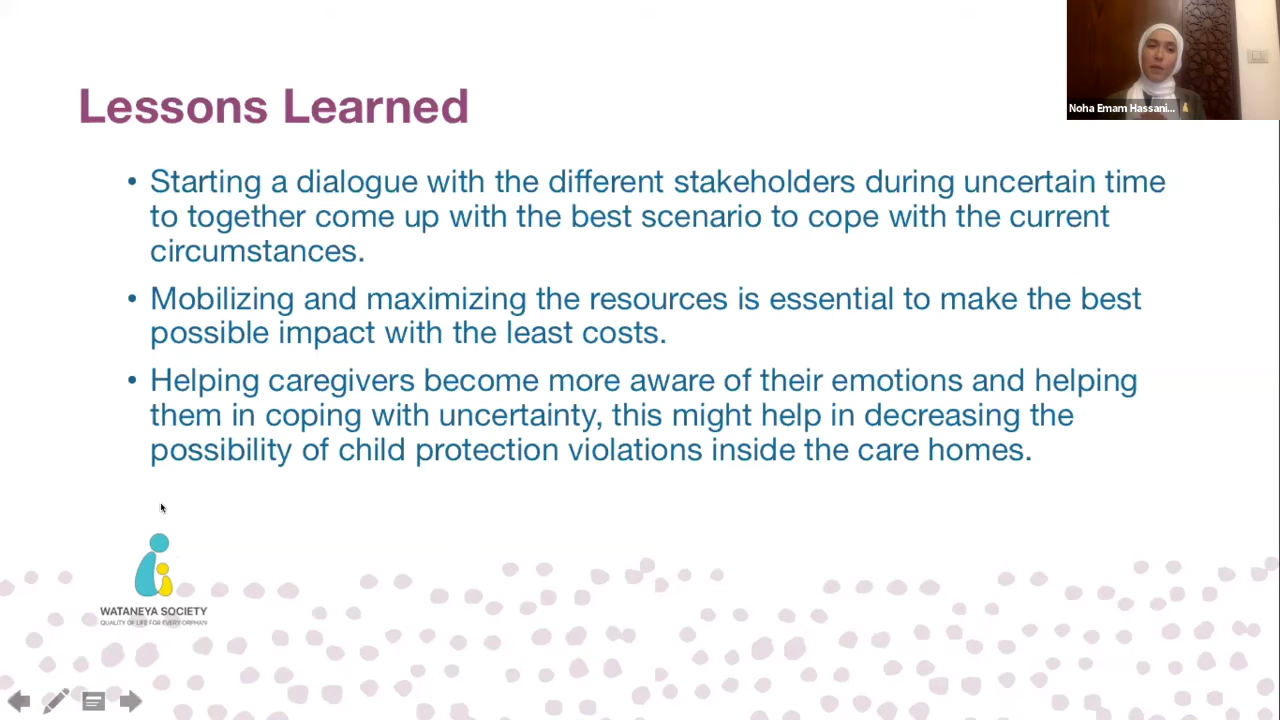 Lessons Learned
Noha Emam Hassani...
• Starting a dialogue with the different stakeholders during uncertain time
to together come up with the best scenario to cope with the current
circumstances.
• Mobilizing and maximizing the resources is essential to make the best
possible impact with the least costs.
• Helping caregivers become more aware of their emotions and helping
them in coping with uncertainty, this might help in decreasing the
possibility of child protection violations inside the care homes.
WATANEYA SOCIETY
QUALITY OF LIFE FOR EVERY ORPHAN